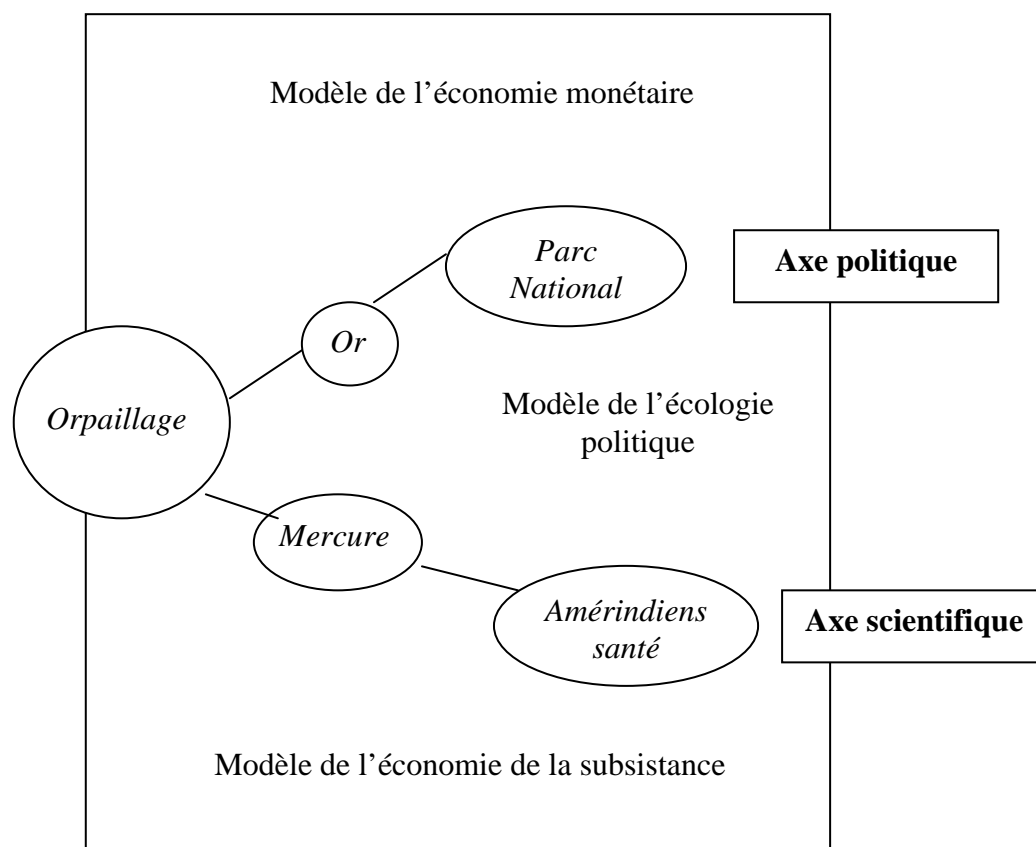 Modèle de l’économie monétaire
Parc
National
Axe politique
Or
Modèle de l’écologie
politique
Orpaillage
Mercure
Amérindiens
santé
Axe scientifique
Modèle de l’économie de la subsistance